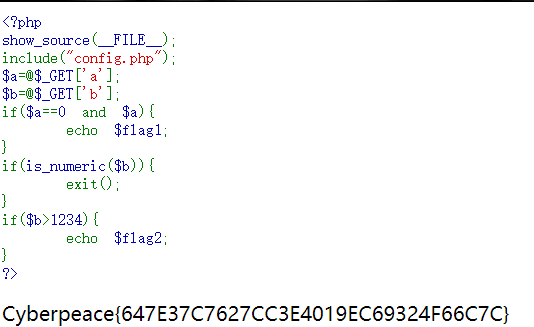 <?php
show_source(__FILE__);
include("config.php");
$a=@$_GET['a'];
$b=@$_GET['b'];
if($a==0 and $a){
echo $flag1;
}
if(is_numeric($b)){
exit();
}
if($b>1234){
echo $flag2;
}
?>
Cyberpeace{647E37C7627CC3E4019EC69324F66C7C}